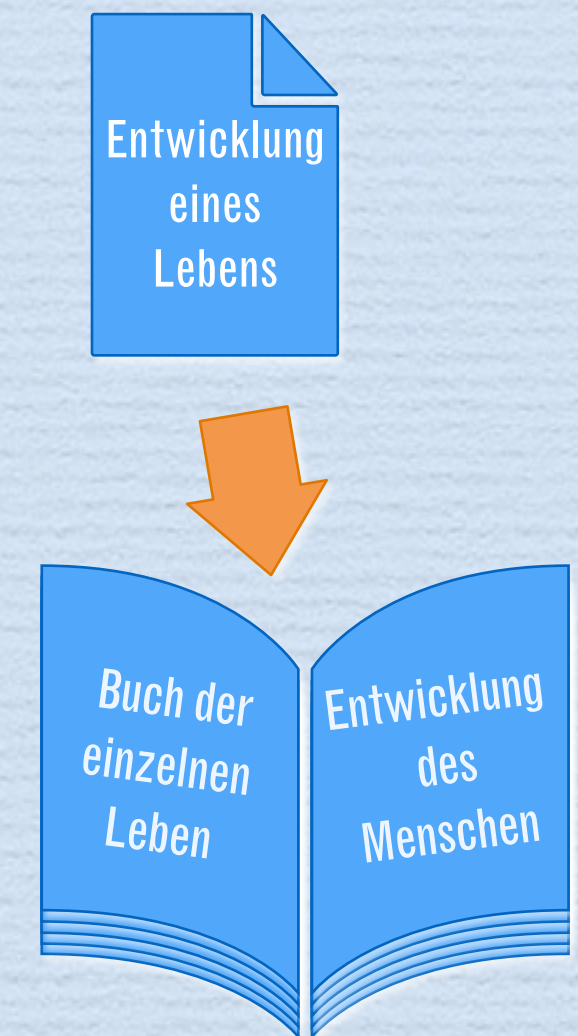 Entwicklung
eines
Lebens
Buch der
einzelnen
Leben
Entwicklung
des
Menschen